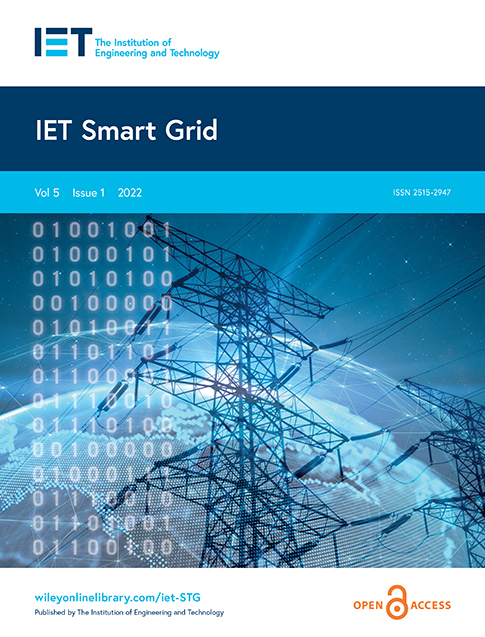 IET The Institution of
Engineering and Technology
IET Smart Grid
Vol 5 Issue 1 2022
ISSN 2515-2947
01001001
01000101
01010100
00100000
01010011
01101101
01100001
01110010
01110100
00100000
01000111
01110010
01101001
01100100
wileyonlinelibrary.com/iet-STG
Published by The Institution of Engineering and Technology
OPEN ACCESS